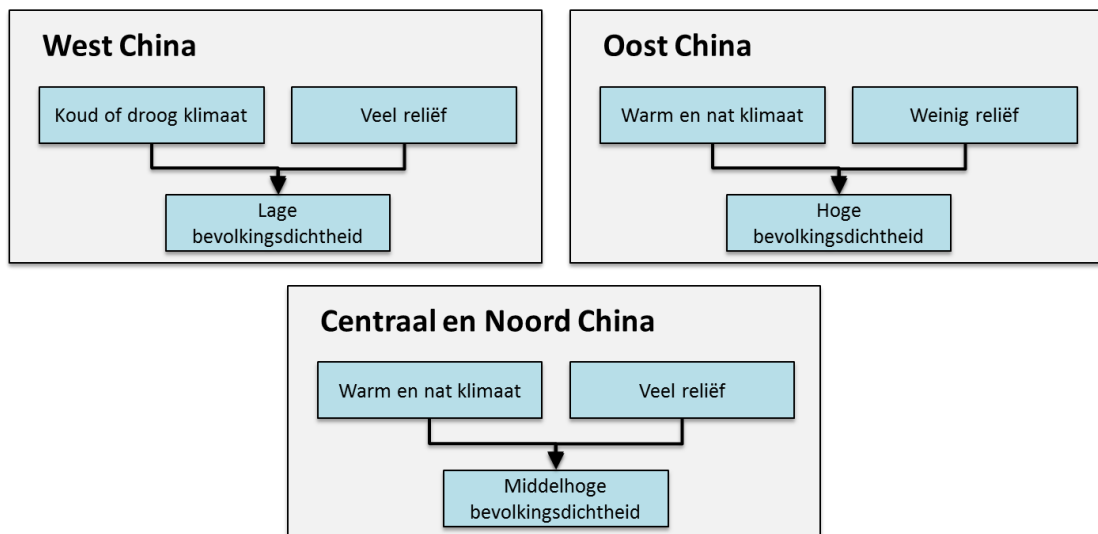 West China
Koud of droog klimaat
Veel reliëf
Lage
bevolkingsdichtheid
Oost China
Warm en nat klimaat
Weinig reliëf
Hoge
bevolkingsdichtheid
Centraal en Noord China
Warm en nat klimaat
Veel reliëf
Middelhoge
bevolkingsdichtheid